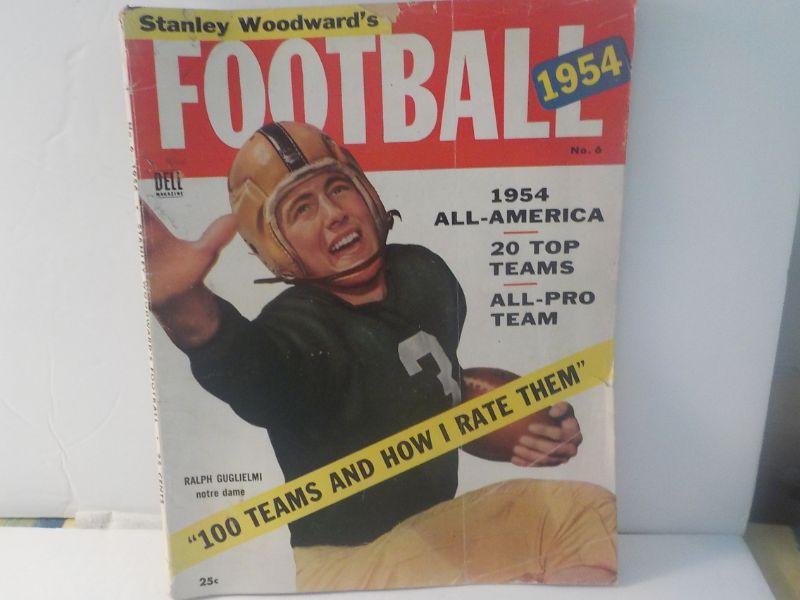 Stanley Woodward's
FOOTBALL
1954
No. 6
DELL
MAGAZINE
1954
ALL-AMERICA
20 TOP
TEAMS
ALL-PRO
TEAM
3
"100 TEAMS AND HOW I RATE THEM"
RALPH GUGLIELMI
notre dame
25c